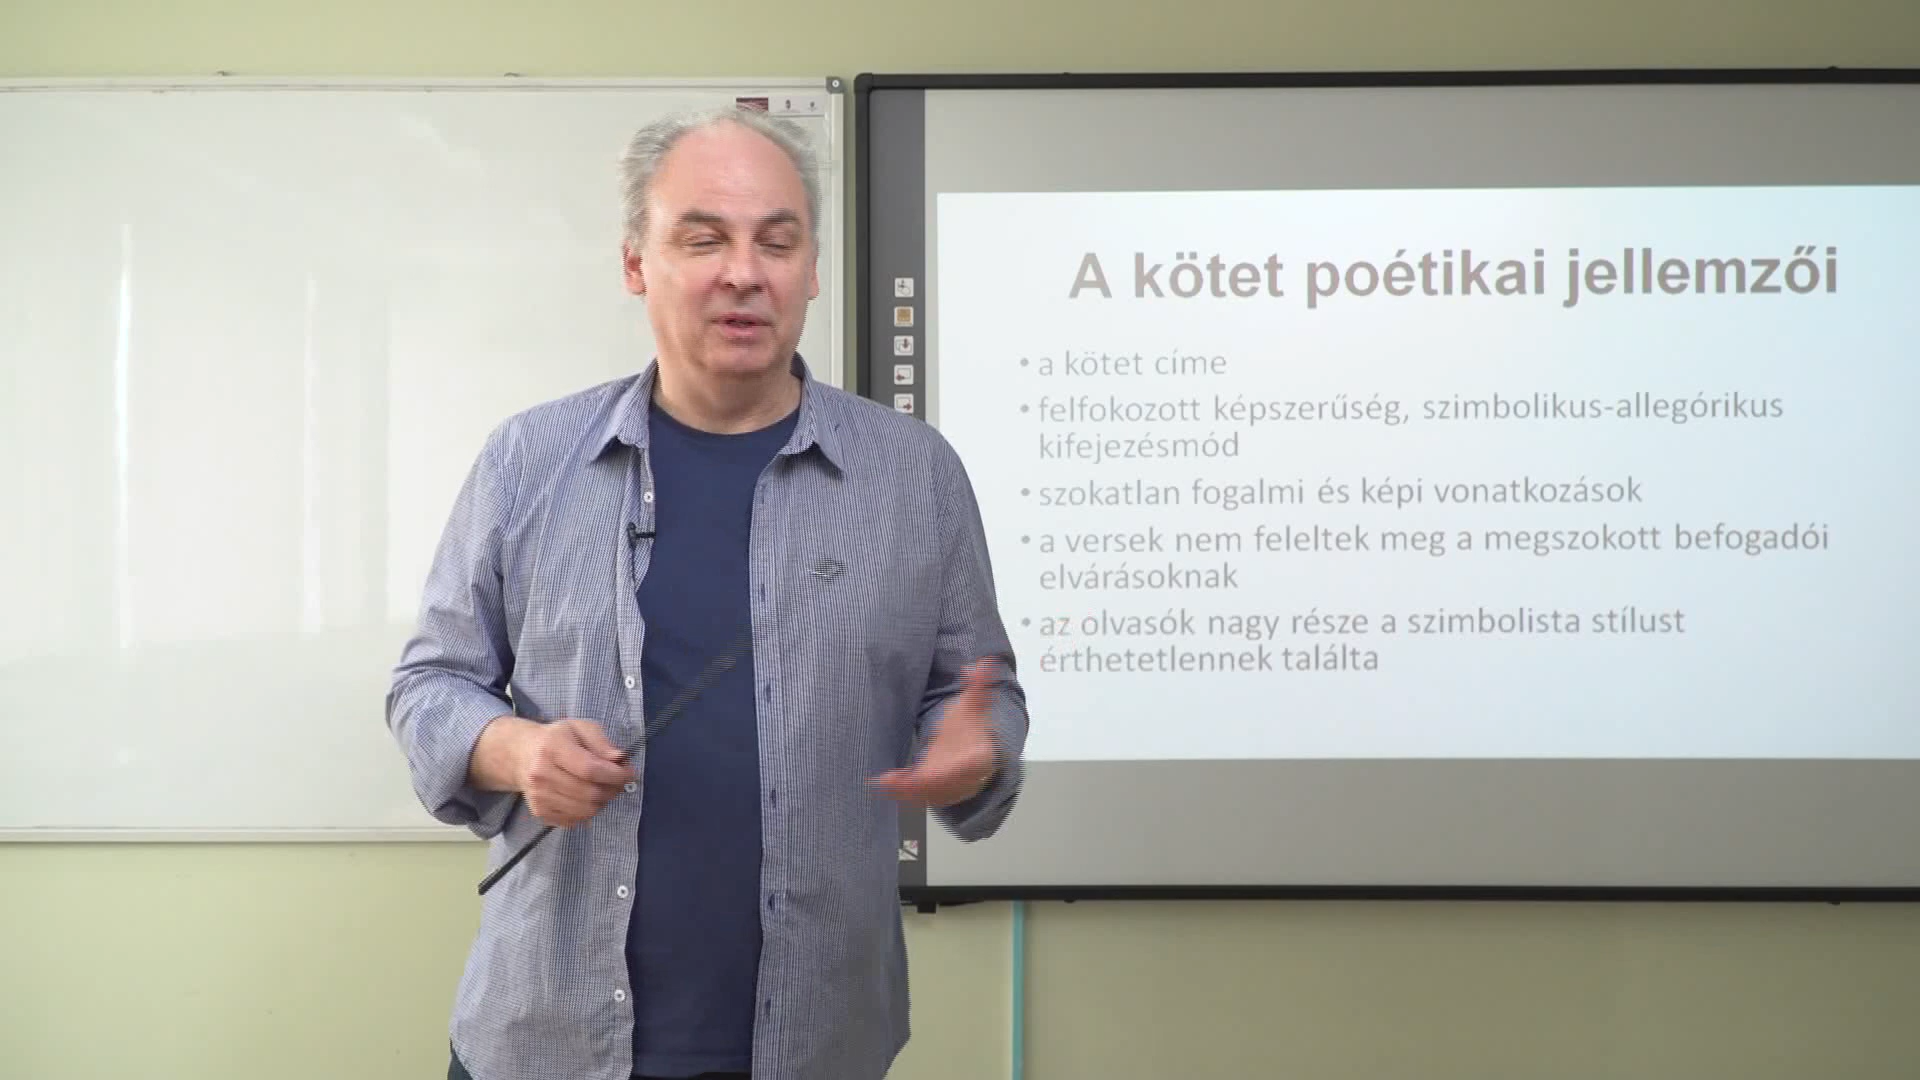 A kötet poétikai jellemzői
• a kötet címe
• felfokozott képszerűség, szimbolikus-allegórikus
kifejezésmód
• szokatlan fogalmi és képi vonatkozások
• a versek nem feleltek meg a megszokott befogadói
elvárásoknak
• az olvasók nagy része a szimbolista stílust
érthetetlennek találta